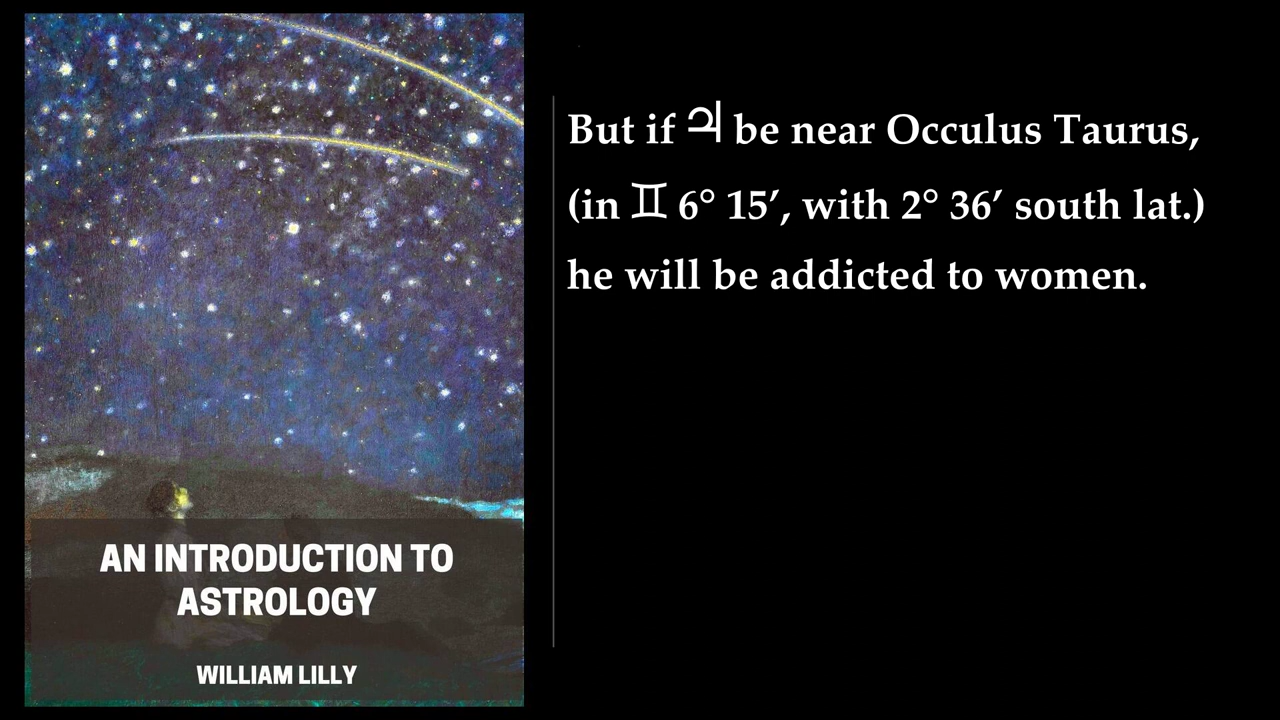 But if ♃ be near Occulus Taurus,
(in ♊ 6° 15′, with 2° 36′ south lat.)
he will be addicted to women.
AN INTRODUCTION TO
ASTROLOGY
WILLIAM LILLY